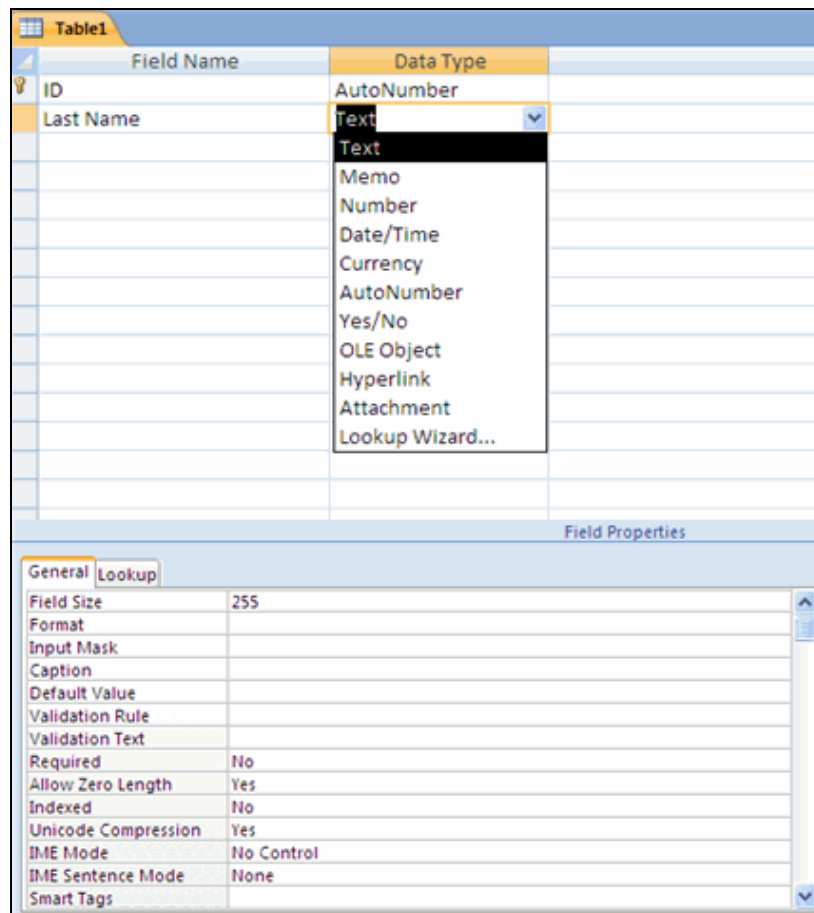 Table1
Field Name Data Type
ID AutoNumber
Last Name Text
Text
Memo
Number
Date/Time
Currency
AutoNumber
Yes/No
OLE Object
Hyperlink
Attachment
Lookup Wizard...
Field Properties
General Lookup
Field Size 255
Format
Input Mask
Caption
Default Value
Validation Rule
Validation Text
Required No
Allow Zero Length Yes
Indexed No
Unicode Compression Yes
IME Mode No Control
IME Sentence Mode None
Smart Tags